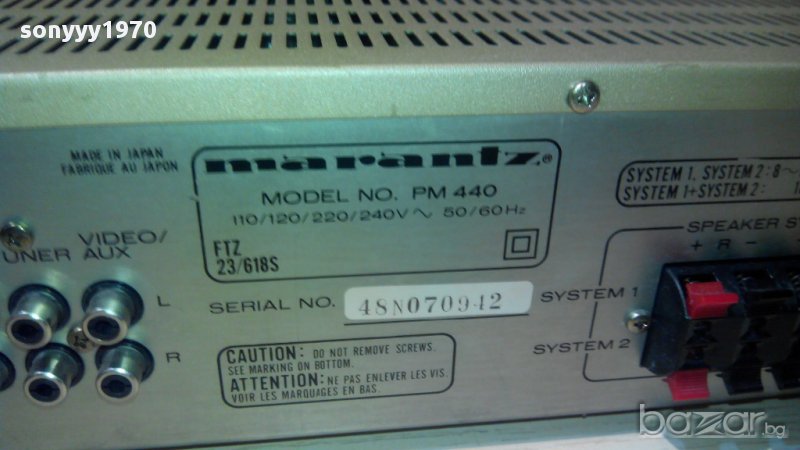 sonyyy1970
MADE IN JAPAN
FABRIQUE AU JAPON
marantz®
MODEL NO. PM 440
110/120/220/240V ~ 50/60Hz
FTZ
23/618S
SYSTEM 1. SYSTEM 2: 8~
SYSTEM 1+SYSTEM 2: 1
SPEAKER S
+ R -
UNER
VIDEO/
AUX
L
R
SERIAL NO. 48N070942
SYSTEM 1
SYSTEM 2
CAUTION: DO NOT REMOVE SCREWS.
SEE MARKING ON BOTTOM.
ATTENTION: NE PAS ENLEVER LES VIS.
VOIR LES MARQUAGES EN BAS.
bazar.bg